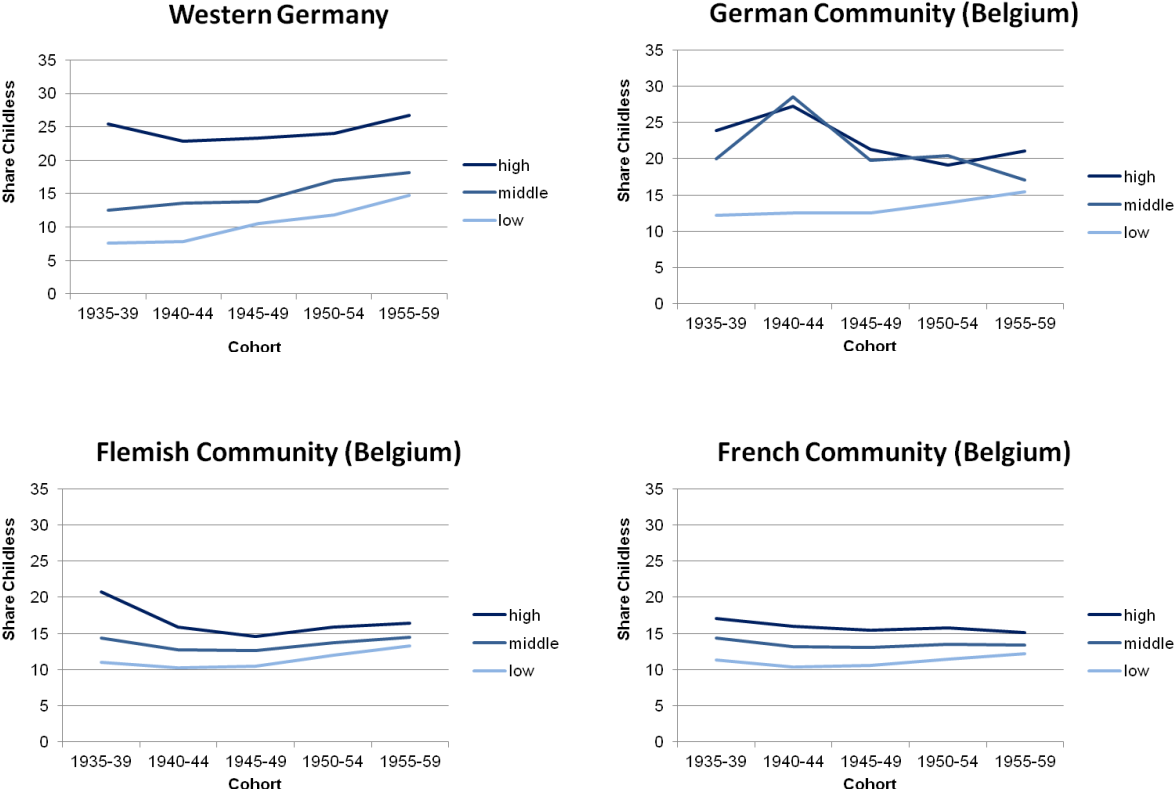 Western Germany
Share Childless
35
30
25
20
15
10
5
0
1935-39 1940-44 1945-49 1950-54 1955-59
Cohort
high
middle
low
German Community (Belgium)
Share Childless
35
30
25
20
15
10
5
0
1935-39 1940-44 1945-49 1950-54 1955-59
Cohort
high
middle
low
Flemish Community (Belgium)
Share Childless
35
30
25
20
15
10
5
0
1935-39 1940-44 1945-49 1950-54 1955-59
Cohort
high
middle
low
French Community (Belgium)
Share Childless
35
30
25
20
15
10
5
0
1935-39 1940-44 1945-49 1950-54 1955-59
Cohort
high
middle
low